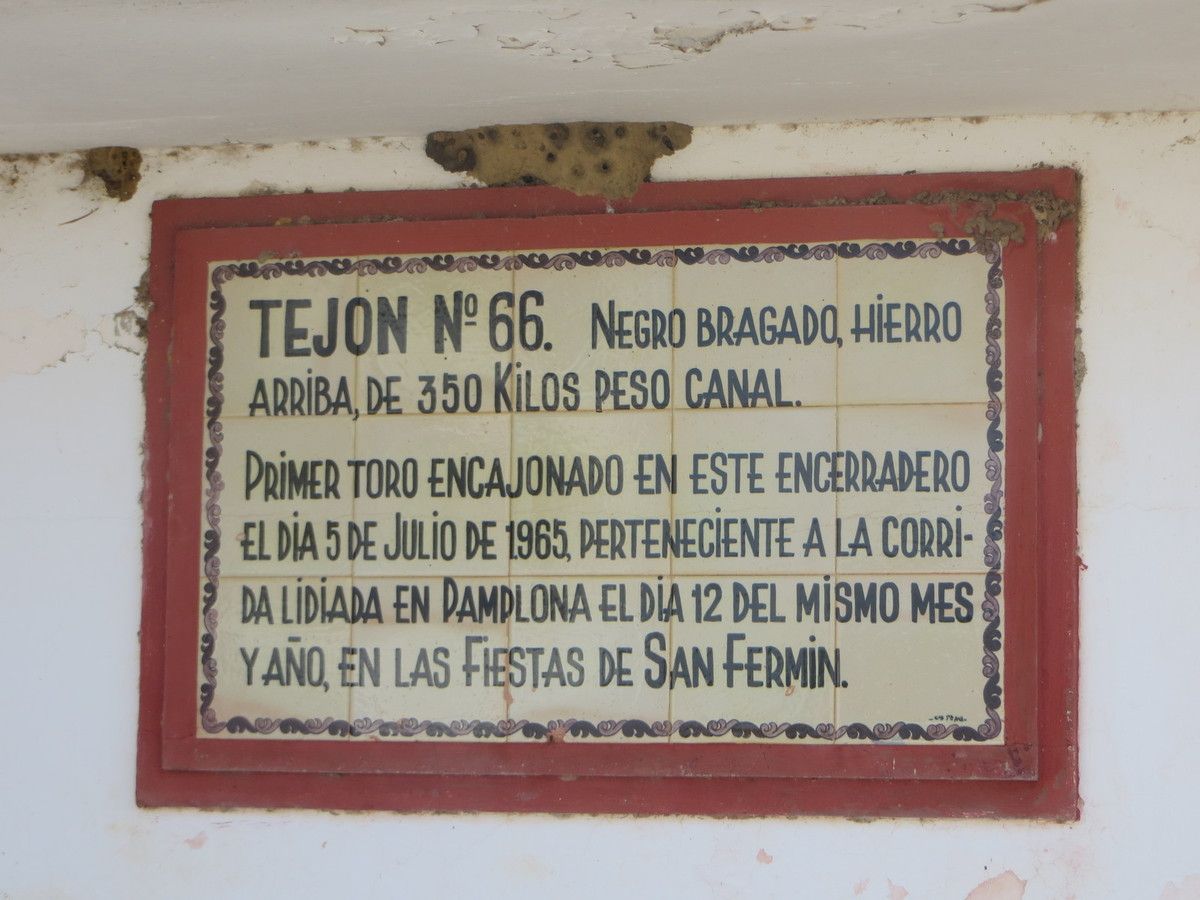 TEJON Nº 66. NEGRO BRAGADO, HIERRO
ARRIBA, DE 350 KILOS PESO CANAL.
PRIMER TORO ENCAJONADO EN ESTE ENCERRADERO
EL DIA 5 DE JULIO DE 1.965, PERTENECIENTE A LA CORRI-
DA LIDIADA EN PAMPLONA EL DIA 12 DEL MISMO MES
Y AÑO, EN LAS FIESTAS DE SAN FERMIN.